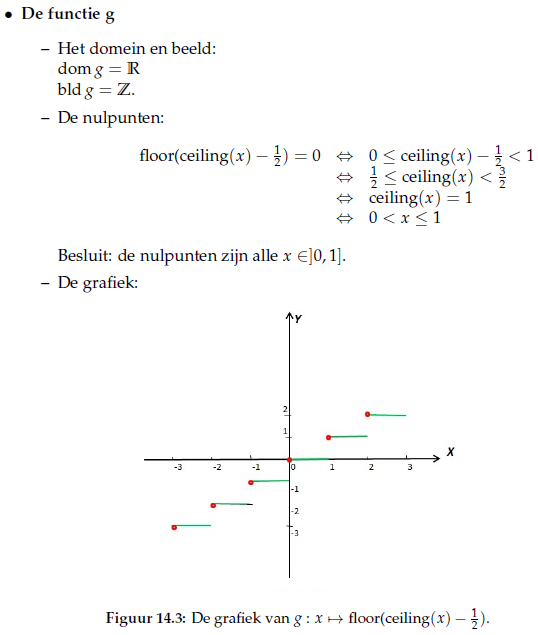 • De functie g
– Het domein en beeld:
dom g = ℝ
bld g = ℤ.
– De nulpunten:
floor(ceiling(x) − 1/2) = 0 ⇔ 0 ≤ ceiling(x) − 1/2 < 1
⇔ 1/2 ≤ ceiling(x) < 3/2
⇔ ceiling(x) = 1
⇔ 0 < x ≤ 1
Besluit: de nulpunten zijn alle x ∈]0, 1].
– De grafiek:
Y
2
1
X
-3 -2 -1 0 1 2 3
-1
-2
-3
Figuur 14.3: De grafiek van g : x ↦ floor(ceiling(x) − 1/2).